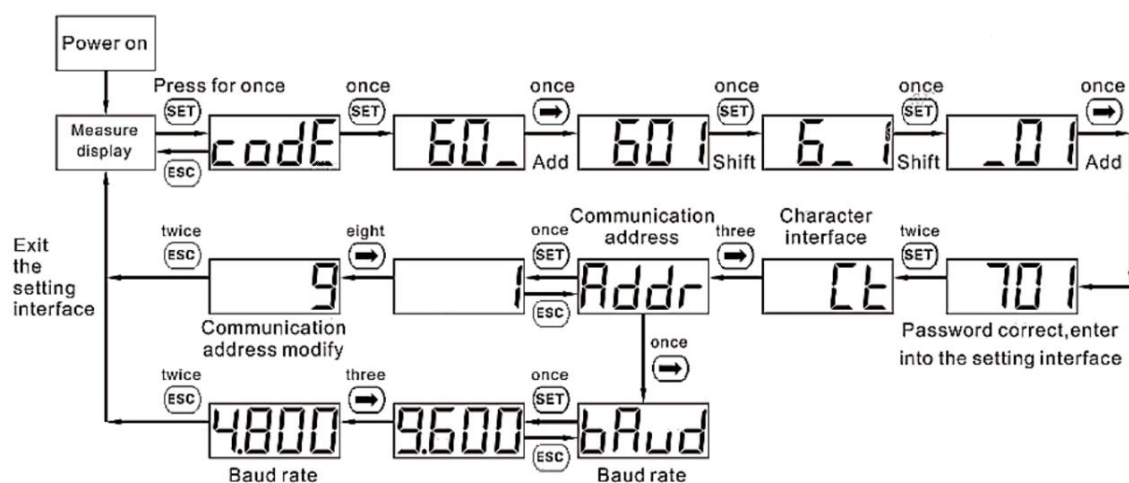 Power on
Press for once
once
once
once
once
once
SET
SET
SET
SET
Measure
display
codE
60_
601
6_1
_01
ESC
Add
Shift
Shift
Add
Communication
address
Character
interface
Exit
the
setting
interface
twice
ESC
eight
once
SET
three
twice
SET
9
1
Addr
Ct
701
ESC
Communication
address modify
Password correct,enter
into the setting interface
once
twice
ESC
three
once
SET
4.800
9.600
bAud
ESC
Baud rate
Baud rate